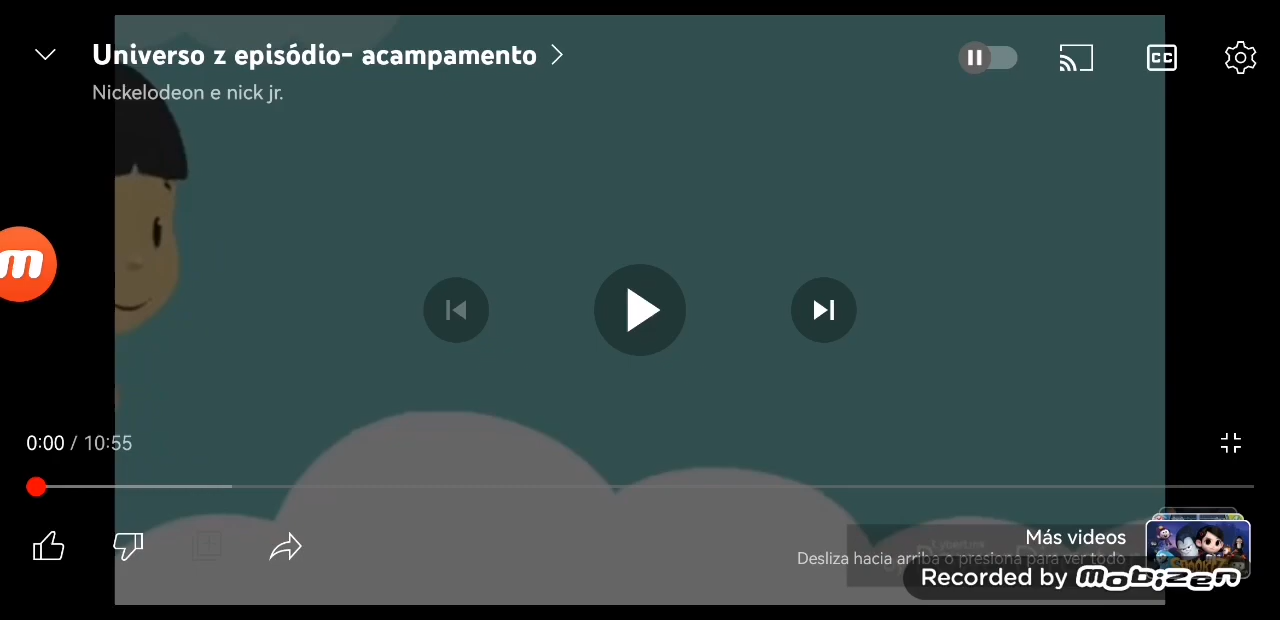 Universo z episódio- acampamento
Nickelodeon e nick jr.
CC
m
0:00 / 10:55
Más videos
Desliza hacia arriba o presiona para ver todo
Recorded by mobizen